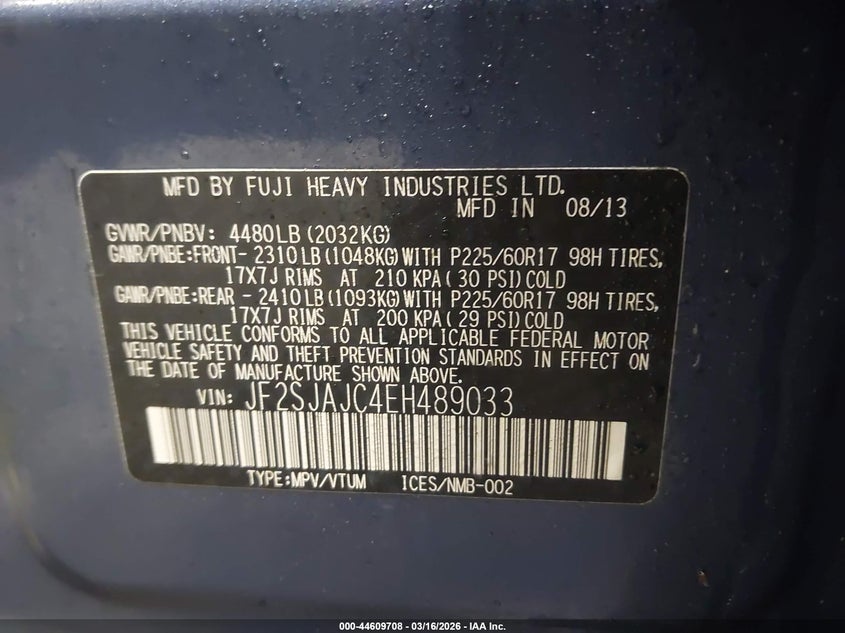 MFD BY FUJI HEAVY INDUSTRIES LTD.
MFD IN 08/13
GVWR/PNBV: 4480LB(2032KG)
GAWR/PNBE:FRONT- 2310LB(1048KG)WITH P225/60R17 98H TIRES,
17X7J RIMS AT 210KPA(30 PSI)COLD
GAWR/PNBE:REAR - 2410LB(1093KG)WITH P225/60R17 98H TIRES,
17X7J RIMS AT 200KPA(29 PSI)COLD
THIS VEHICLE CONFORMS TO ALL APPLICABLE FEDERAL MOTOR
VEHICLE SAFETY AND THEFT PREVENTION STANDARDS IN EFFECT ON
THE DATE OF MANUFACTURE SHOWN ABOVE.
VIN: JF2SJAJC4EH489033
TYPE:MPV/VTUM ICES/NMB-002
000-44609708 - 03/16/2026 - IAA Inc.